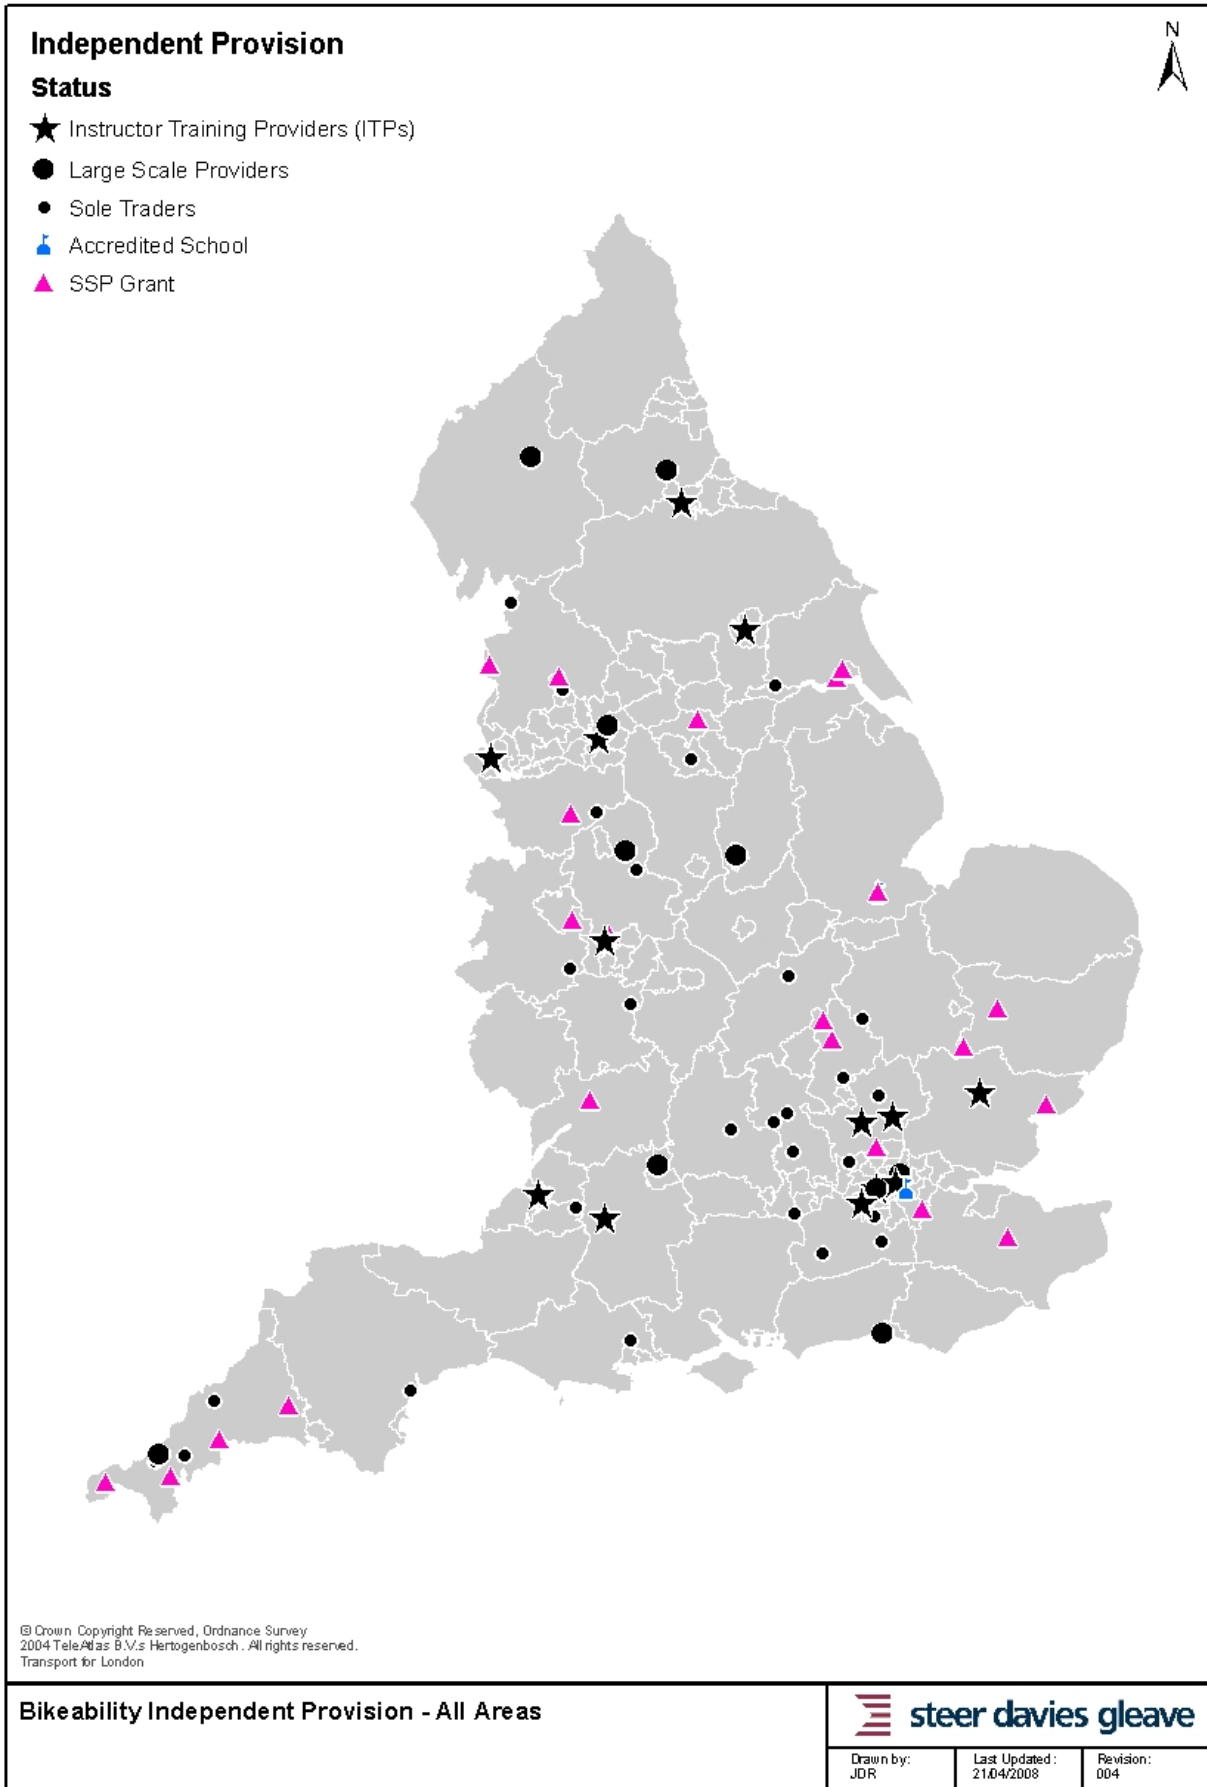 Independent Provision
N
Status
Instructor Training Providers (ITPs)
Large Scale Providers
Sole Traders
Accredited School
SSP Grant
© Crown Copyright Reserved, Ordnance Survey
2004 TeleAtlas B.V.s Hertogenbosch. All rights reserved.
Transport for London
Bikeability Independent Provision - All Areas
steer davies gleave
Drawn by:
JDR
Last Updated:
21/04/2008
Revision:
004